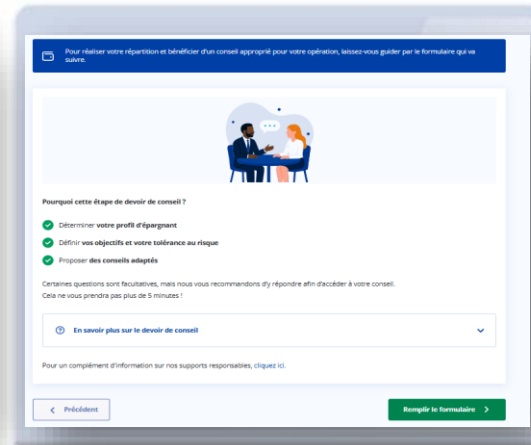 Pour réaliser votre répartition et bénéficier d'un conseil approprié pour votre opération, laissez-vous guider par le formulaire qui va
suivre.
Pourquoi cette étape de devoir de conseil ?
Déterminer votre profil d'épargnant
Définir vos objectifs et votre tolérance au risque
Proposer des conseils adaptés
Certaines questions sont facultatives, mais nous vous recommandons d'y répondre afin d'accéder à votre conseil.
Cela ne vous prendra pas plus de 5 minutes !
En savoir plus sur le devoir de conseil
Pour un complément d'information sur nos supports responsables, cliquez ici.
Précédent
Remplir le formulaire